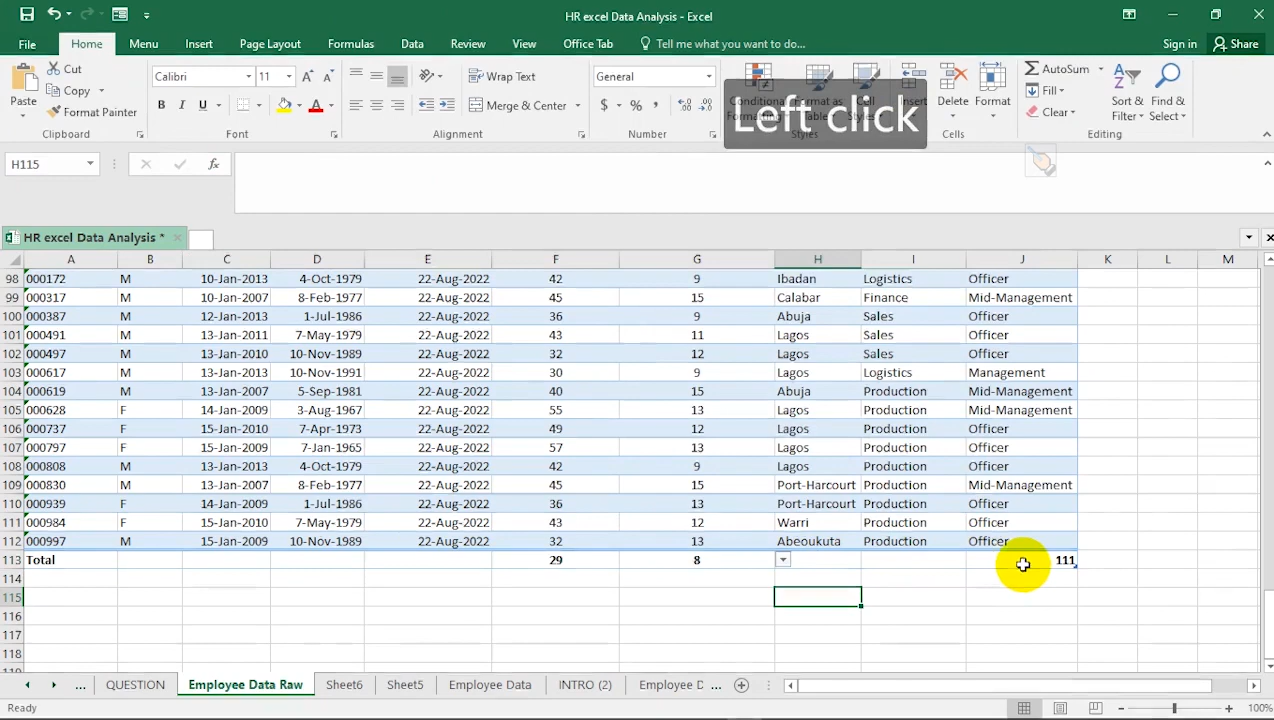 HR excel Data Analysis - Excel
File Home Menu Insert Page Layout Formulas Data Review View Office Tab Tell me what you want to do... Sign in Share
Paste Cut Copy Format Painter
Clipboard
Calibri 11 B I U A
Font
Wrap Text
Merge & Center
Alignment
General
$ % ,
Number
Conditional Formatting Format as Table Cell Styles
Styles
Insert Delete Format
Cells
AutoSum
Fill
Clear
Sort & Filter
Find & Select
Editing
Left click
H115 fx
HR excel Data Analysis *
A B C D E F G H I J K L M
98 000172 M 10-Jan-2013 4-Oct-1979 22-Aug-2022 42 9 Ibadan Logistics Officer
99 000317 M 10-Jan-2007 8-Feb-1977 22-Aug-2022 45 15 Calabar Finance Mid-Management
100 000387 M 12-Jan-2013 1-Jul-1986 22-Aug-2022 36 9 Abuja Sales Officer
101 000491 M 13-Jan-2011 7-May-1979 22-Aug-2022 43 11 Lagos Sales Officer
102 000497 M 13-Jan-2010 10-Nov-1989 22-Aug-2022 32 12 Lagos Sales Officer
103 000617 M 13-Jan-2013 10-Nov-1991 22-Aug-2022 30 9 Lagos Logistics Management
104 000619 M 13-Jan-2007 5-Sep-1981 22-Aug-2022 40 15 Abuja Production Mid-Management
105 000628 F 14-Jan-2009 3-Aug-1967 22-Aug-2022 55 13 Lagos Production Mid-Management
106 000737 F 15-Jan-2010 7-Apr-1973 22-Aug-2022 49 12 Lagos Production Officer
107 000797 F 15-Jan-2009 7-Jan-1965 22-Aug-2022 57 13 Lagos Production Officer
108 000808 M 13-Jan-2013 4-Oct-1979 22-Aug-2022 42 9 Lagos Production Officer
109 000830 M 13-Jan-2007 8-Feb-1977 22-Aug-2022 45 15 Port-Harcourt Production Mid-Management
110 000939 F 14-Jan-2009 1-Jul-1986 22-Aug-2022 36 13 Port-Harcourt Production Officer
111 000984 F 15-Jan-2010 7-May-1979 22-Aug-2022 43 12 Warri Production Officer
112 000997 M 15-Jan-2009 10-Nov-1989 22-Aug-2022 32 13 Abeoukuta Production Officer
113 Total 29 8 111
114
115
116
117
118
119
... QUESTION Employee Data Raw Sheet6 Sheet5 Employee Data INTRO (2) Employee D ...
100%